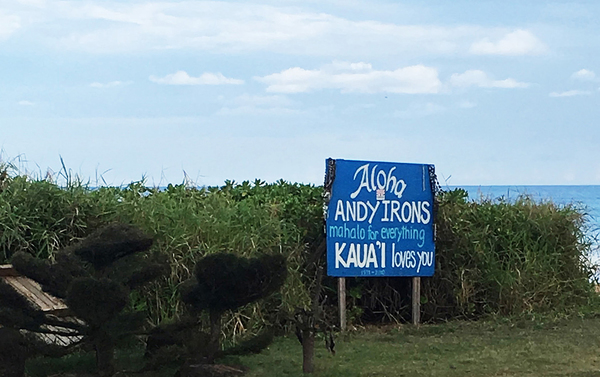 Aloha
ANDY IRONS
mahalo for everything
KAUA'I loves you